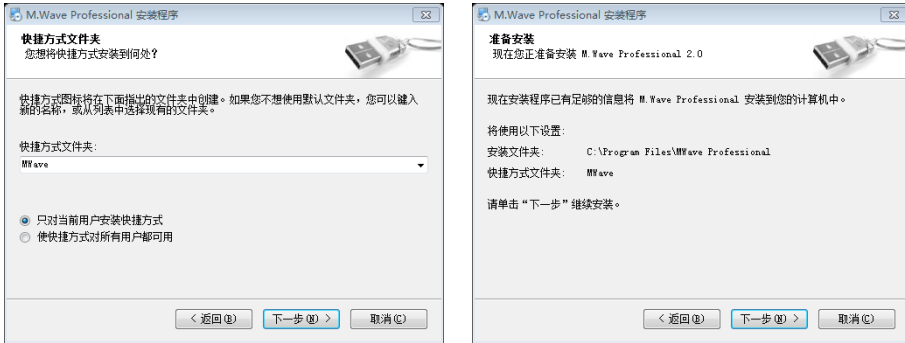 M.Wave Professional 安装程序
快捷方式文件夹
您想将快捷方式安装到何处?
快捷方式图标将在下面指出的文件夹中创建。如果您不想使用默认文件夹，您可以键入
新的名称，或从列表中选择现有的文件夹。
快捷方式文件夹:
MWave
只对当前用户安装快捷方式
使快捷方式对所有用户都可用
< 返回(B)
下一步(N) >
取消(C)
M.Wave Professional 安装程序
准备安装
现在您正准备安装 M.Wave Professional 2.0
现在安装程序已有足够的信息将 M.Wave Professional 安装到您的计算机中。
将使用以下设置:
安装文件夹: C:\Program Files\MWave Professional
快捷方式文件夹: MWave
请单击“下一步”继续安装。
< 返回(B)
下一步(N) >
取消(C)